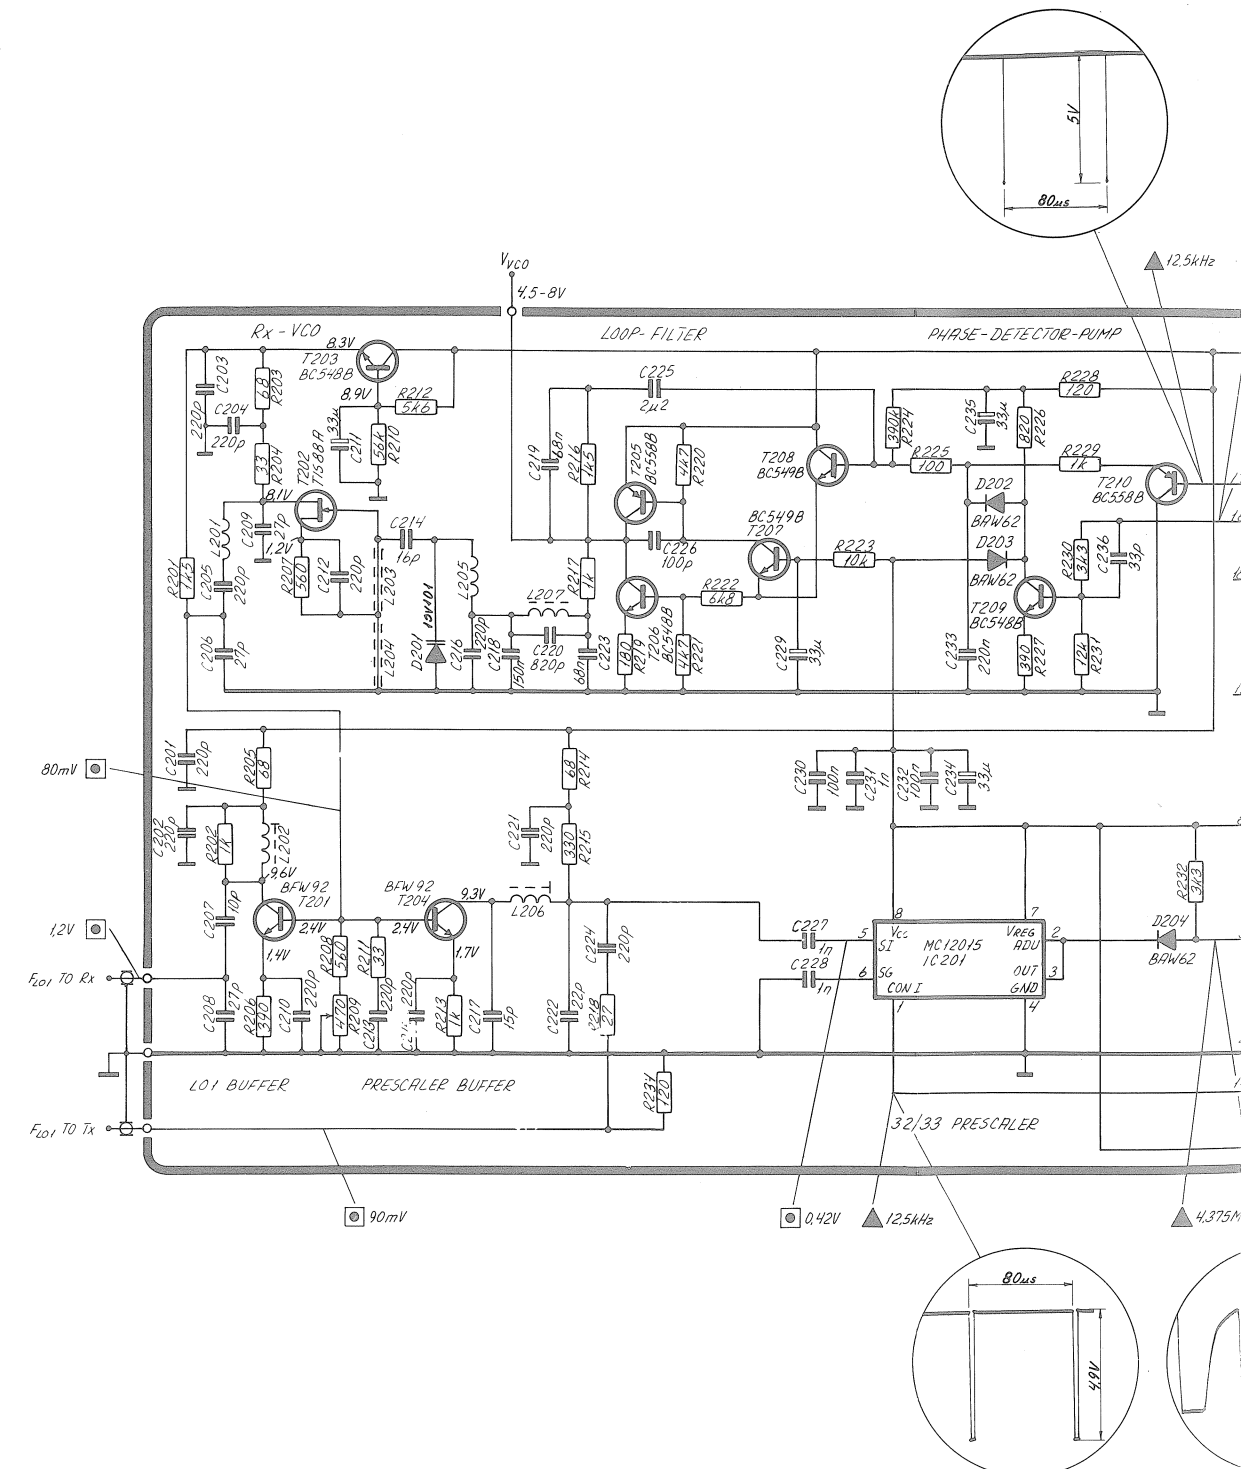 5V
80µs
12,5kHz
V_VCO
4,5-8V
Rx-VCO
LOOP-FILTER
PHASE-DETECTOR-PUMP
8.3V
T203
BC548B
C203
220p
68
R203
C204
220p
8,9V
R212
5k6
33µ
C211
56k
R210
33
R204
T202
8.1V
L201
C209
27p
1,2V
R201
1k5
C205
220p
R207
560
C212
220p
L203
C206
27p
L204
C214
16p
L205
1SV101
D201
C216
220p
C218
150n
L207
C220
820p
C223
68n
C225
2µ2
C219
68n
R216
1k5
T205
BC558B
4k7
R220
R217
1k
C226
100p
T206
BC548B
180
R219
4k7
R221
R222
6k8
BC549B
T207
T208
BC549B
R223
10k
C229
33µ
390k
R224
R225
100
C235
33µ
820
R226
R228
120
R229
1k
T210
BC558B
D202
BAW62
D203
BAW62
T209
BC548B
C233
220n
390
R227
R230
3k3
C236
33p
12k
R231
C201
220p
R205
68
80mV
C202
220p
R202
1k
L202
9.6V
BFW92
T201
2.4V
C207
10p
1,4V
1,2V
F_LO1 TO Rx
C208
27p
R206
390
C210
220p
R208
560
470
R209
R211
33
C213
220p
BFW92
T204
2.4V
9,3V
1.7V
220p
R213
1k
C217
15p
L206
68
R214
C221
220p
330
R215
C224
220p
C222
22p
R218
27
LO1 BUFFER
PRESCALER BUFFER
R237
120
F_LO1 TO Tx
90mV
C230
100n
C231
1n
C232
100n
C234
33µ
C227
1n
C228
1n
5
SI
6
SG
8
Vcc
MC12015
IC201
CON I
1
7
VREG
ADJ
2
OUT
3
GND
4
R232
3k3
D204
BAW62
32/33 PRESCALER
0,42V
12,5kHz
4,375M
80µs
4,9V